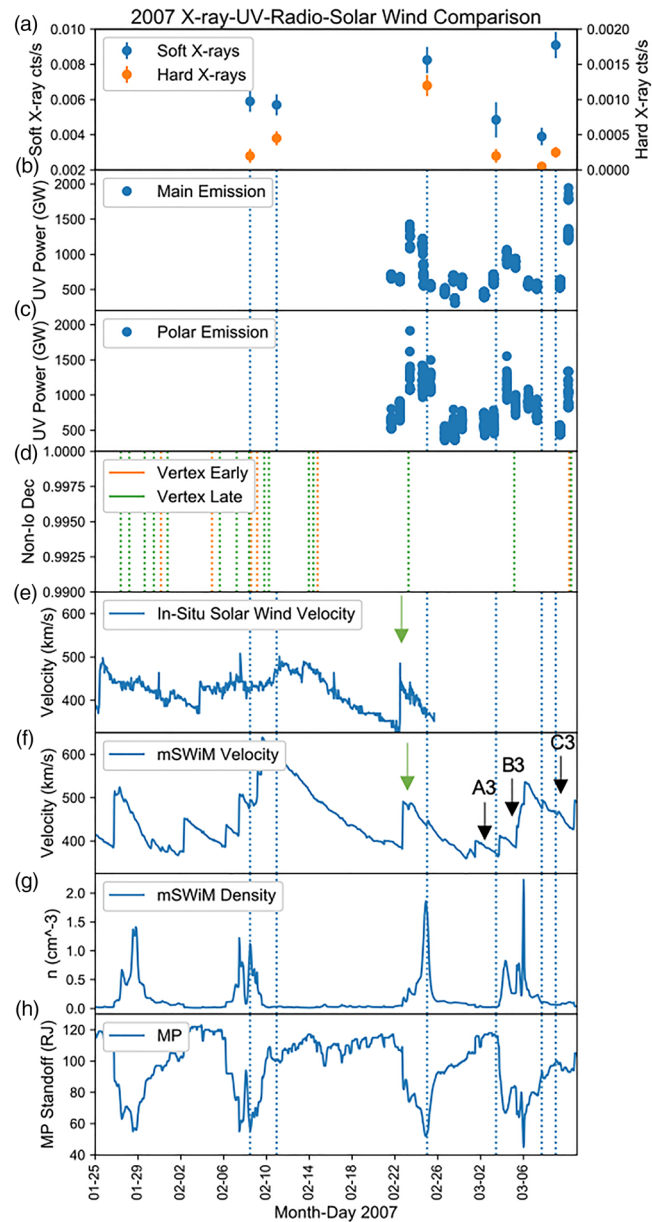 2007 X-ray-UV-Radio-Solar Wind Comparison
(a)
Soft X-ray cts/s
0.010
0.008
0.006
0.004
0.002
Soft X-rays
Hard X-rays
0.0020
0.0015
0.0010
0.0005
0.0000
Hard X-ray cts/s
(b)
UV Power (GW)
2000
1500
1000
500
Main Emission
(c)
UV Power (GW)
2000
1500
1000
500
Polar Emission
(d)
Non-Io Dec
1.0000
0.9975
0.9950
0.9925
0.9900
Vertex Early
Vertex Late
(e)
Velocity (km/s)
600
500
400
In-Situ Solar Wind Velocity
(f)
Velocity (km/s)
600
500
400
mSWiM Velocity
A3
B3
C3
(g)
n (cm^-3)
2.0
1.5
1.0
0.5
0.0
mSWiM Density
(h)
MP Standoff (RJ)
120
100
80
60
40
MP
01-25
01-29
02-02
02-06
02-10
02-14
02-18
02-22
03-02
03-06
Month-Day 2007